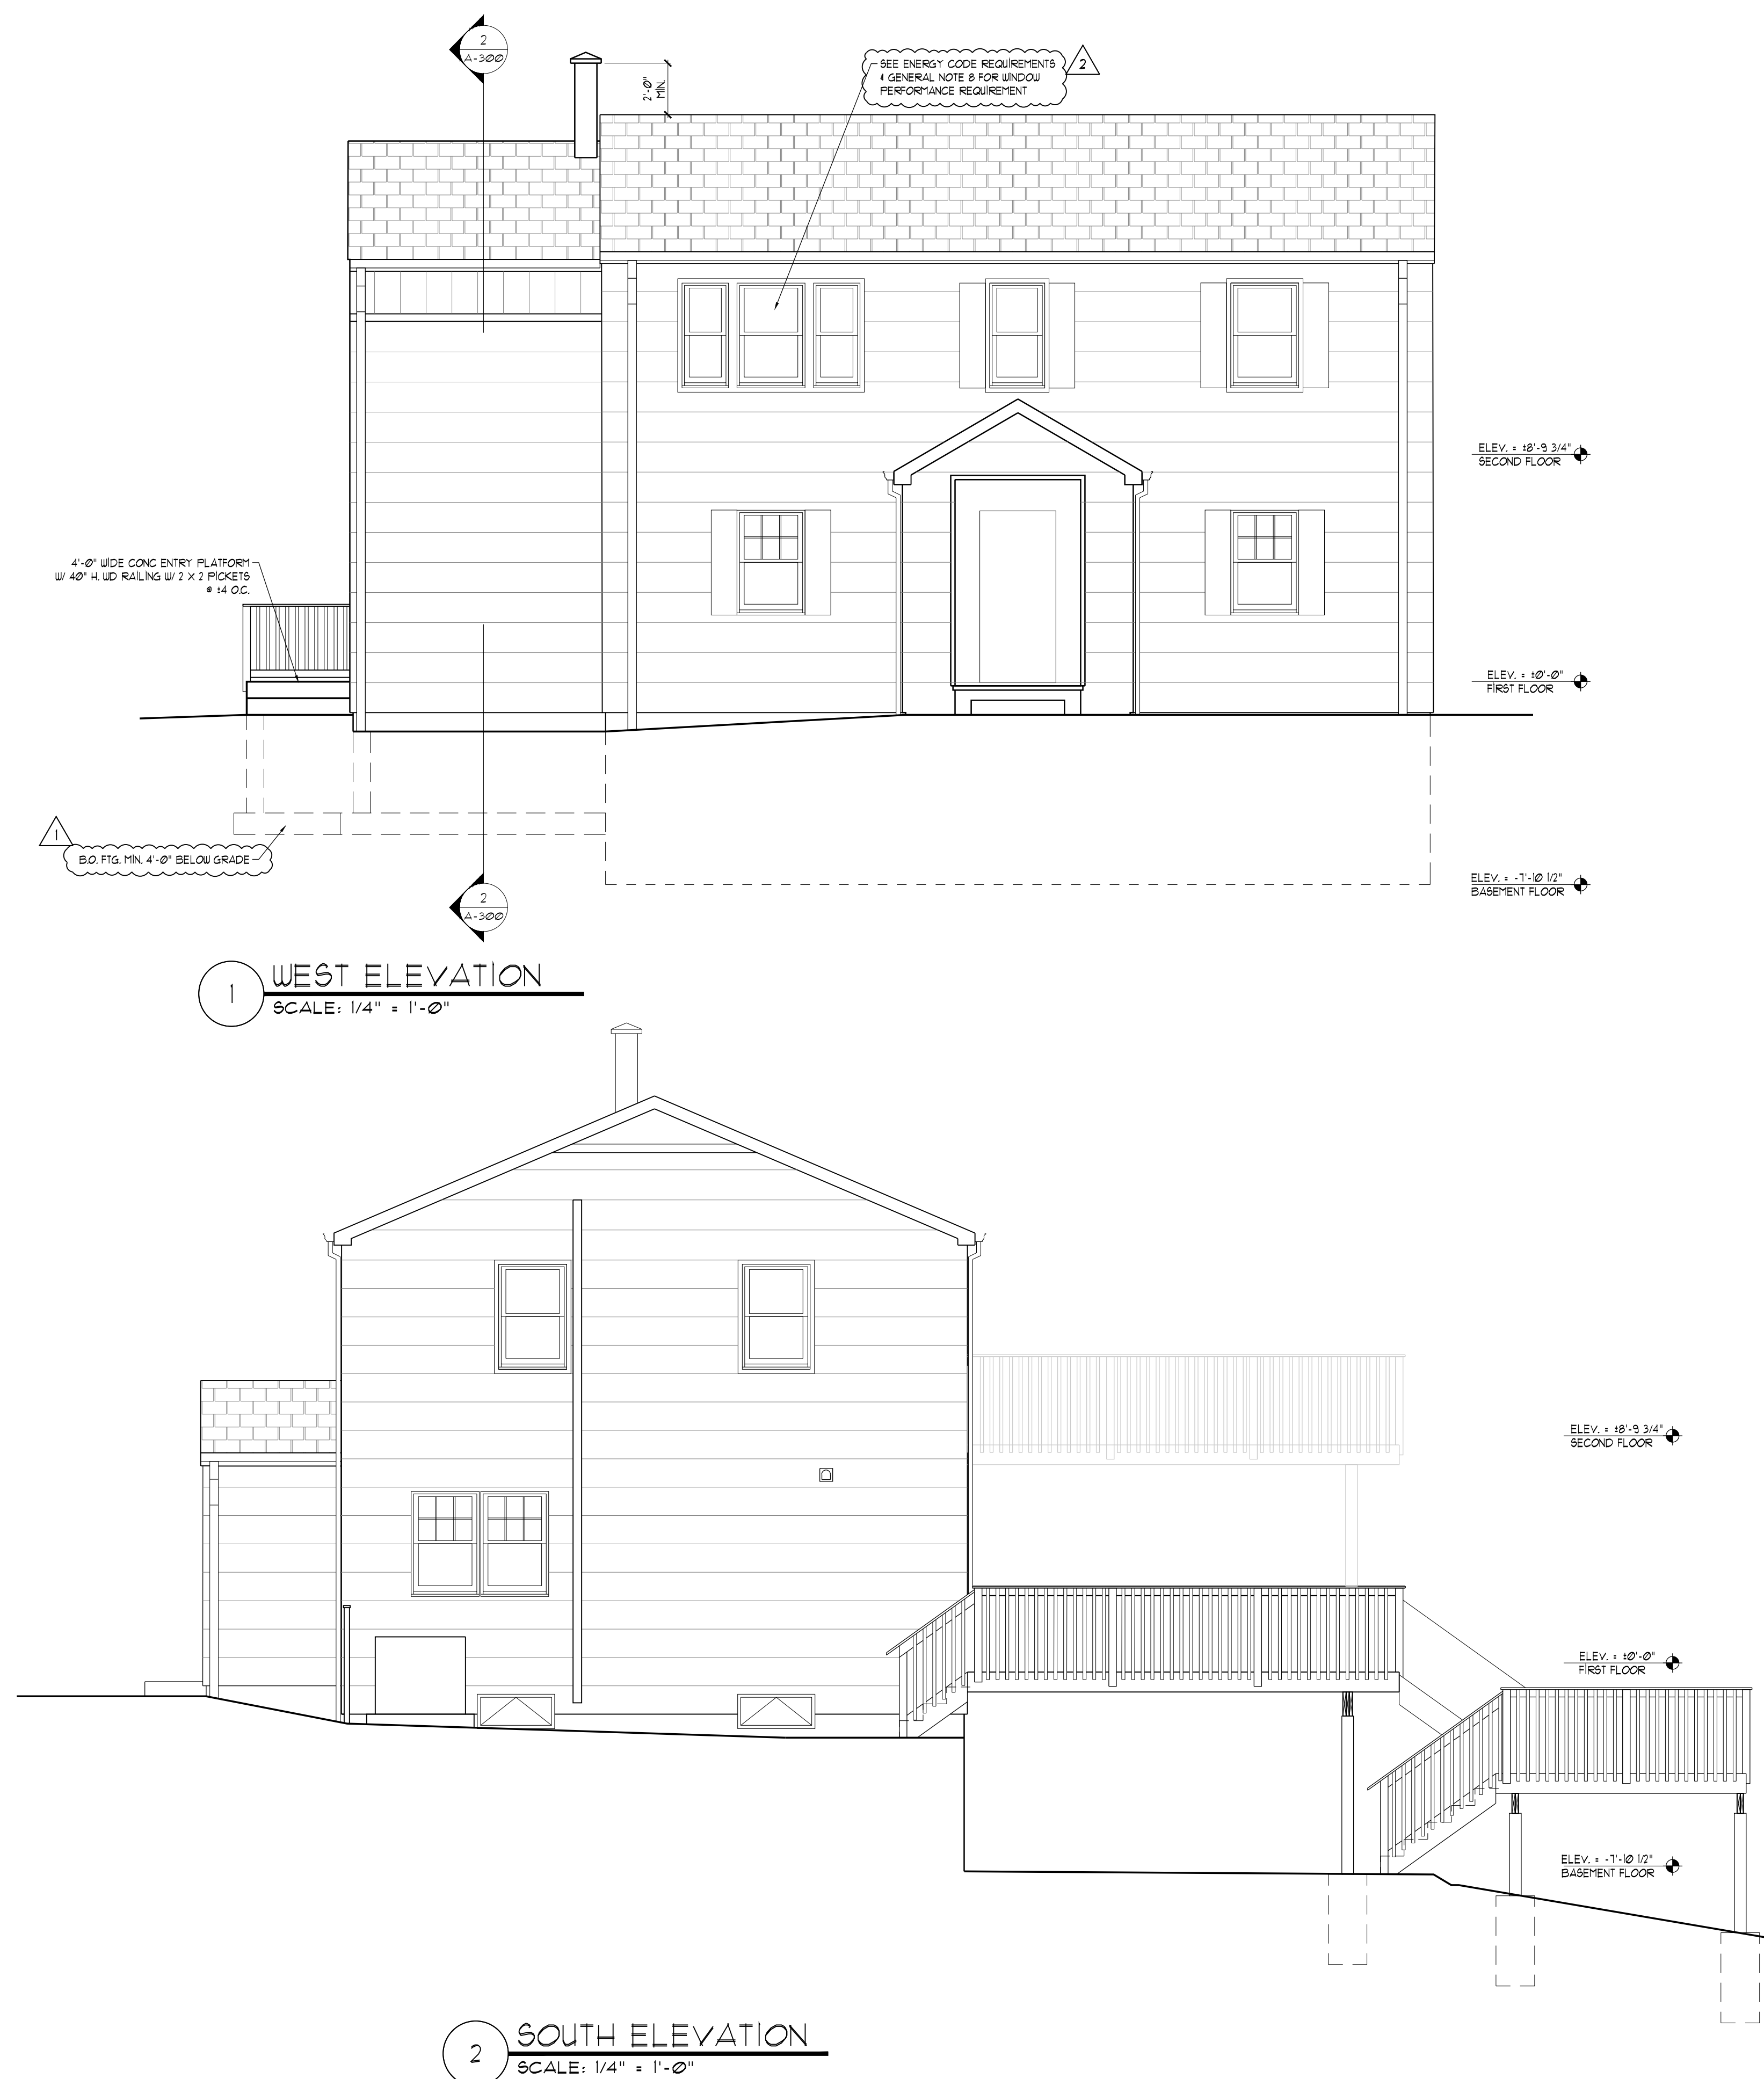 2
A-300
2'-0"
MIN.
SEE ENERGY CODE REQUIREMENTS
& GENERAL NOTE 8 FOR WINDOW
PERFORMANCE REQUIREMENT
2
ELEV. = ±8'-9 3/4"
SECOND FLOOR
4'-0" WIDE CONC ENTRY PLATFORM
W/ 40" H. WD RAILING W/ 2 X 2 PICKETS
@ ±4 O.C.
ELEV. = ±0'-0"
FIRST FLOOR
1
B.O. FTG. MIN. 4'-0" BELOW GRADE
ELEV. = -7'-10 1/2"
BASEMENT FLOOR
2
A-300
1
WEST ELEVATION
SCALE: 1/4" = 1'-0"
ELEV. = ±8'-9 3/4"
SECOND FLOOR
ELEV. = ±0'-0"
FIRST FLOOR
ELEV. = -7'-10 1/2"
BASEMENT FLOOR
2
SOUTH ELEVATION
SCALE: 1/4" = 1'-0"